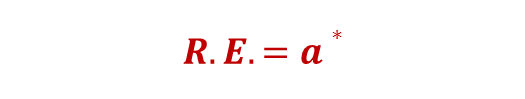 R. E. = a *